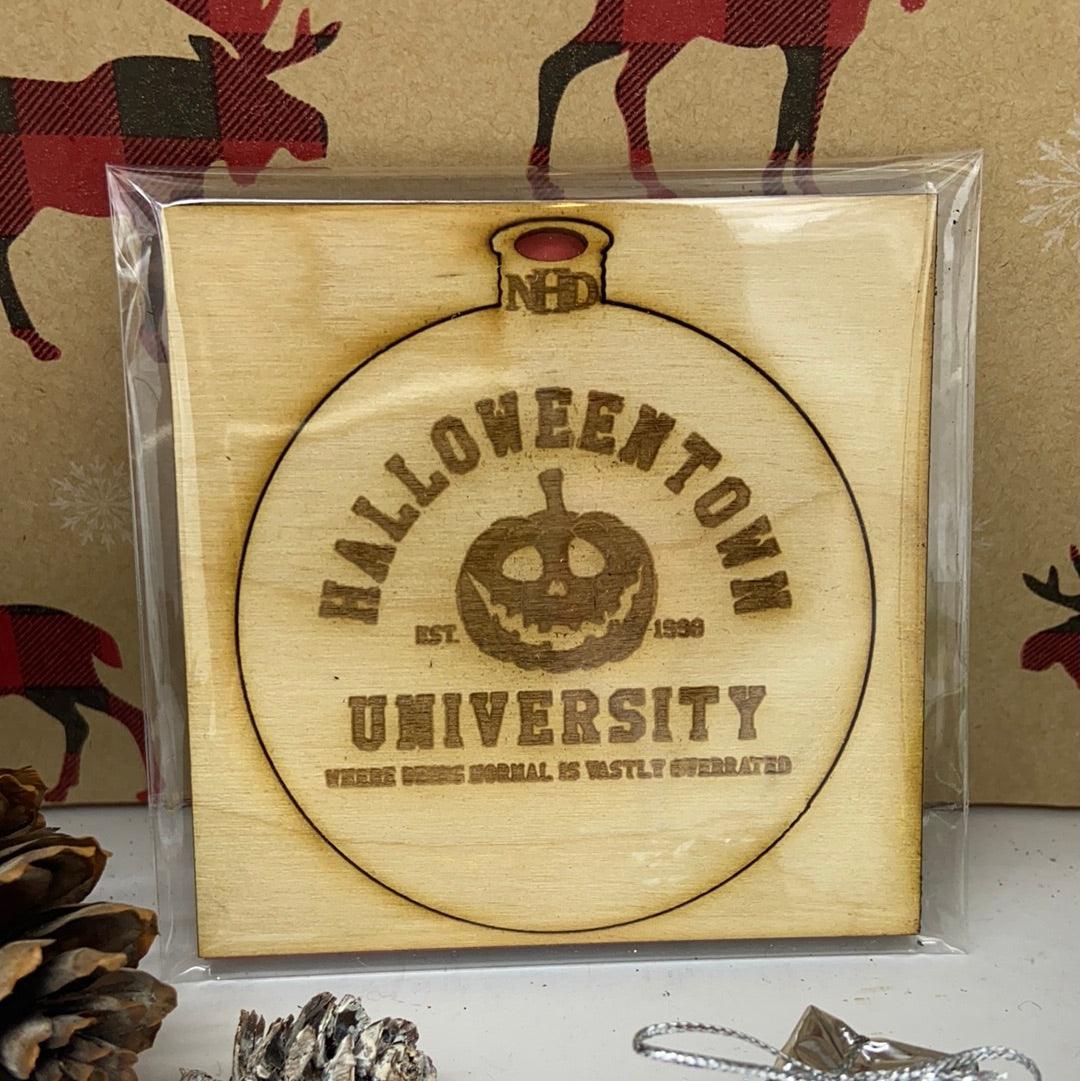 NHD
HALLOWEENTOWN
EST. 1998
UNIVERSITY
WHERE BEING NORMAL IS VASTLY OVERRATED